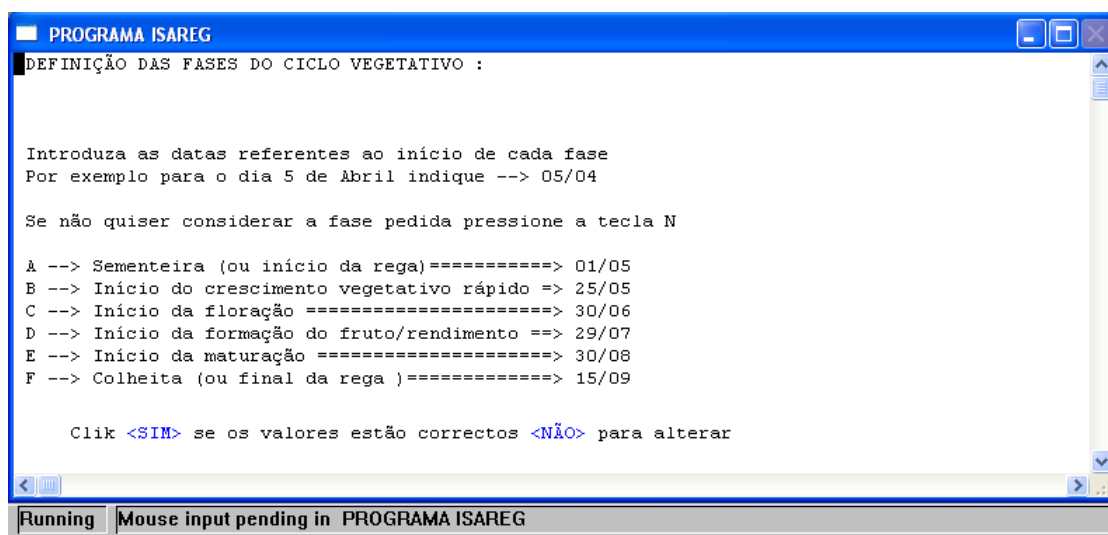 PROGRAMA ISAREG
DEFINIÇÃO DAS FASES DO CICLO VEGETATIVO :
Introduza as datas referentes ao início de cada fase
Por exemplo para o dia 5 de Abril indique --> 05/04
Se não quiser considerar a fase pedida pressione a tecla N
A --> Sementeira (ou início da rega)===========> 01/05
B --> Início do crescimento vegetativo rápido => 25/05
C --> Início da floração ======================> 30/06
D --> Início da formação do fruto/rendimento ==> 29/07
E --> Início da maturação =====================> 30/08
F --> Colheita (ou final da rega )=============> 15/09
Clik <SIM> se os valores estão correctos <NÃO> para alterar
Running Mouse input pending in PROGRAMA ISAREG